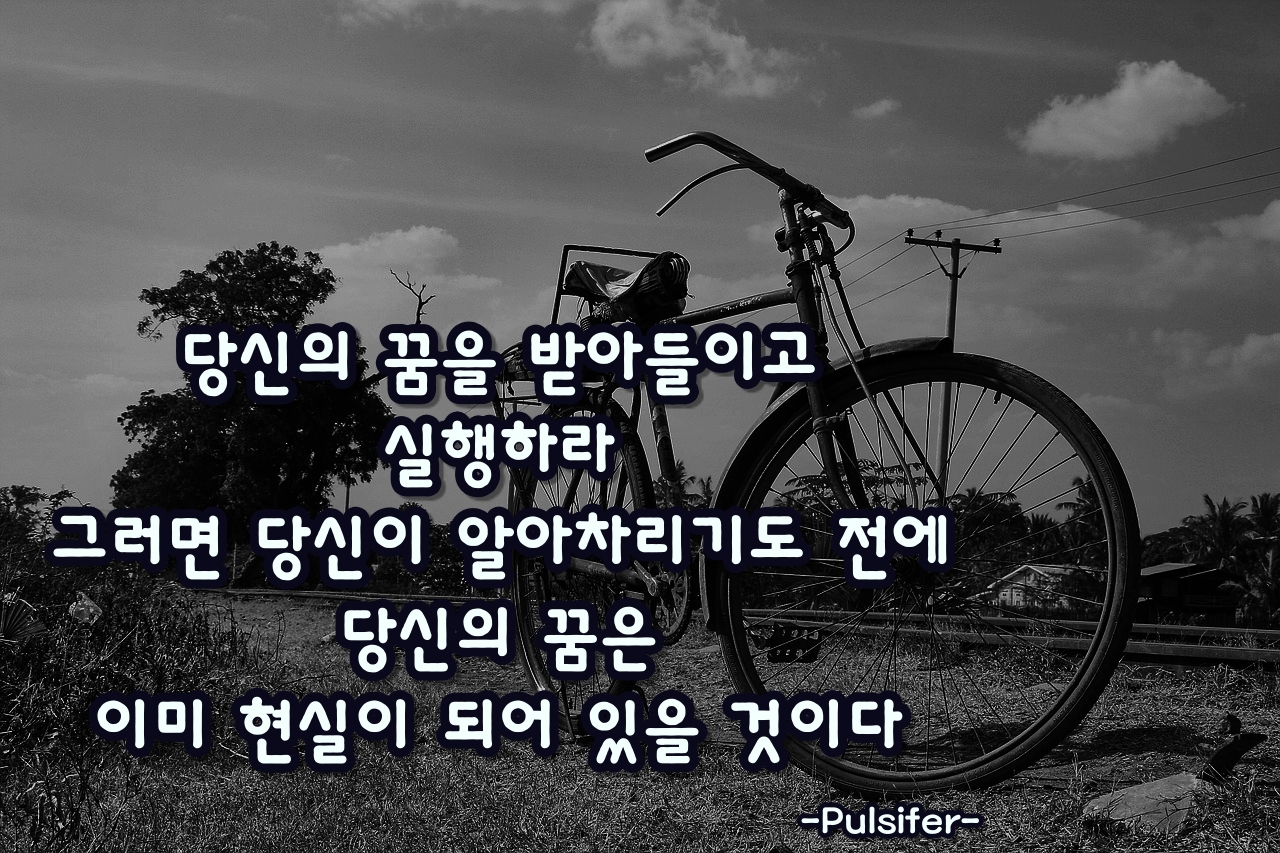 당신의 꿈을 받아들이고
실행하라
그러면 당신이 알아차리기도 전에
당신의 꿈은
이미 현실이 되어 있을 것이다
-Pulsifer-